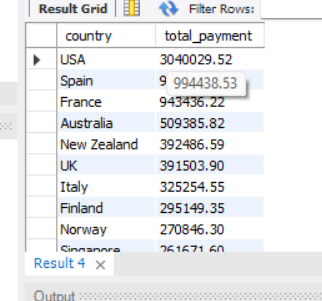 Result Grid Filter Rows:
country total_payment
USA 3040029.52
Spain 994438.53
France 943436.22
Australia 509385.82
New Zealand 392486.59
UK 391503.90
Italy 325254.55
Finland 295149.35
Norway 270846.30
Singapore 261671.60
Result 4 ×
Output